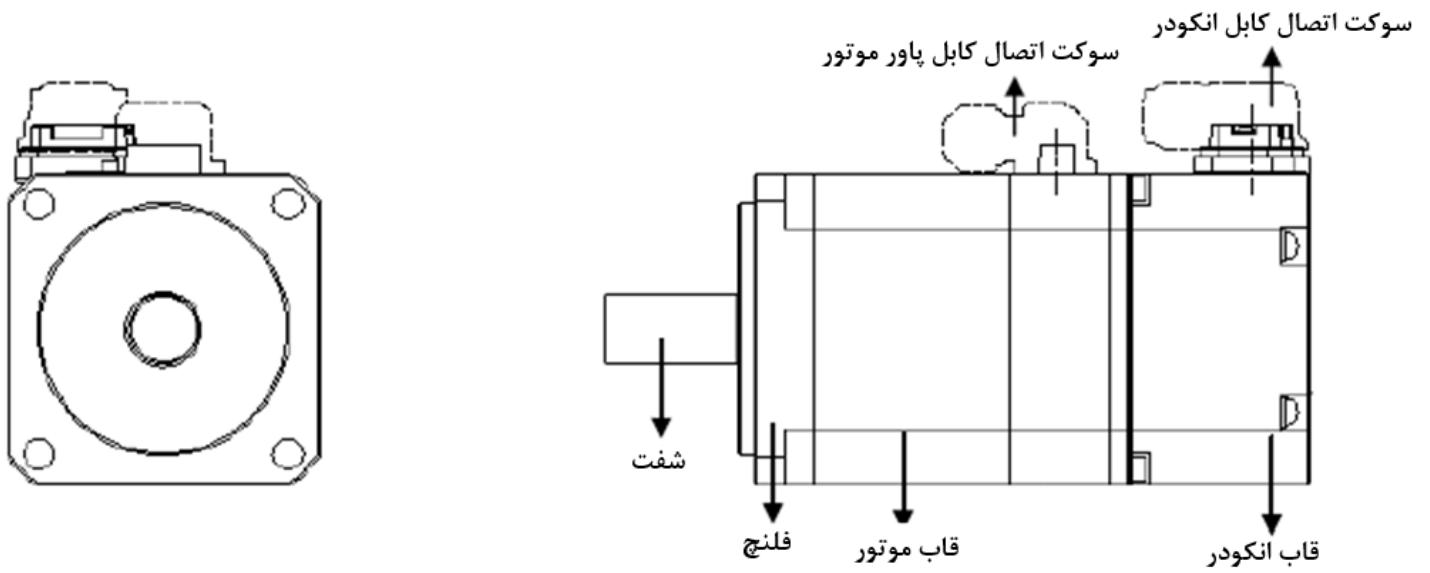 سوکت اتصال کابل انکودر
سوکت اتصال کابل پاور موتور
شفت
فلنچ
قاب موتور
قاب انکودر